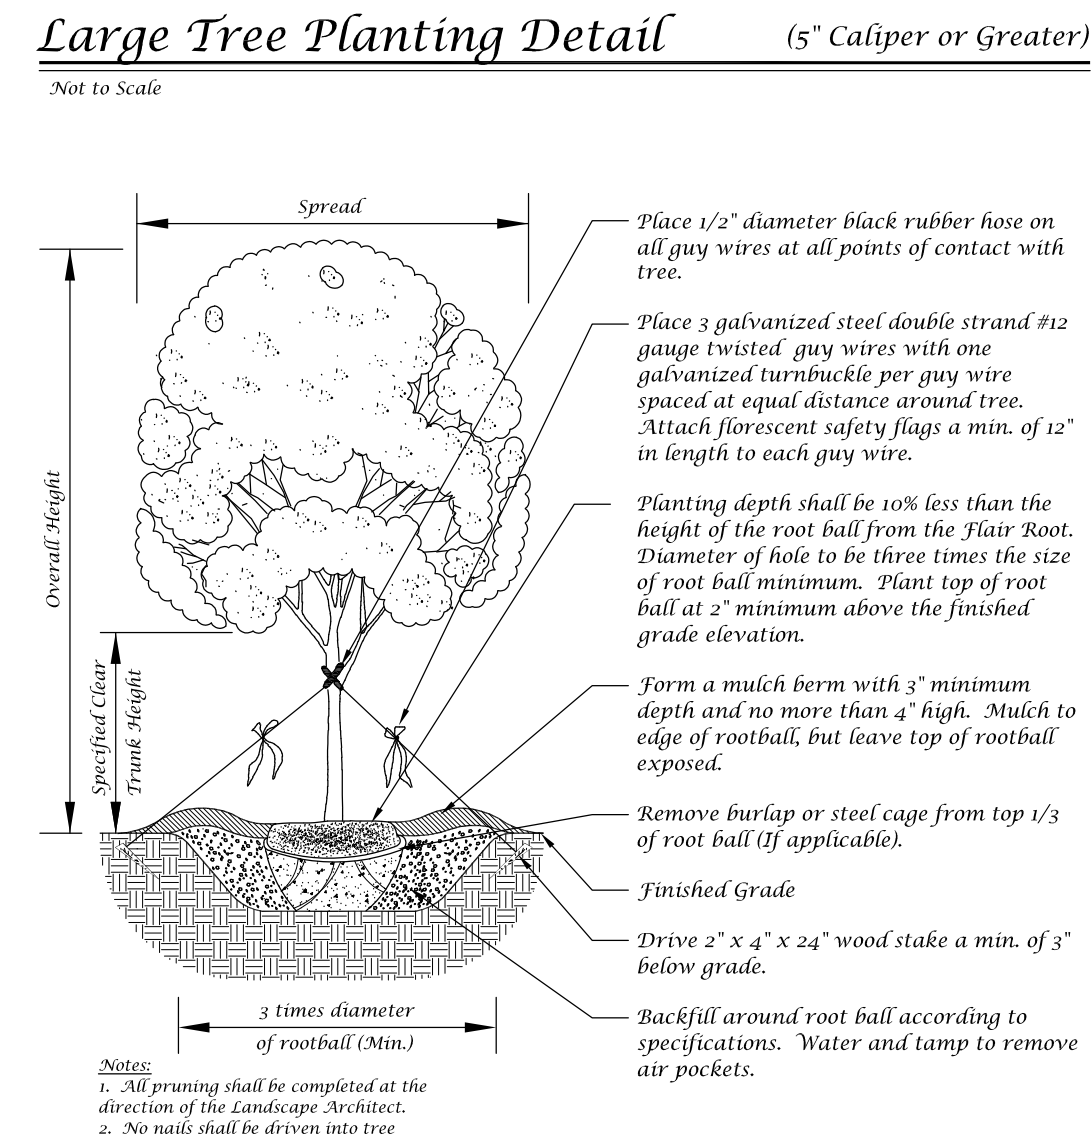 Large Tree Planting Detail (5" Caliper or Greater)
Not to Scale
Spread
Overall Height
Specified Clear
Trunk Height
Place 1/2" diameter black rubber hose on
all guy wires at all points of contact with
tree.
Place 3 galvanized steel double strand #12
gauge twisted guy wires with one
galvanized turnbuckle per guy wire
spaced at equal distance around tree.
Attach florescent safety flags a min. of 12"
in length to each guy wire.
Planting depth shall be 10% less than the
height of the root ball from the Flair Root.
Diameter of hole to be three times the size
of root ball minimum. Plant top of root
ball at 2" minimum above the finished
grade elevation.
Form a mulch berm with 3" minimum
depth and no more than 4" high. Mulch to
edge of rootball, but leave top of rootball
exposed.
Remove burlap or steel cage from top 1/3
of root ball (If applicable).
Finished Grade
Drive 2" x 4" x 24" wood stake a min. of 3"
below grade.
Backfill around root ball according to
specifications. Water and tamp to remove
air pockets.
3 times diameter
of rootball (Min.)
Notes:
1. All pruning shall be completed at the
direction of the Landscape Architect.
2. No nails shall be driven into tree